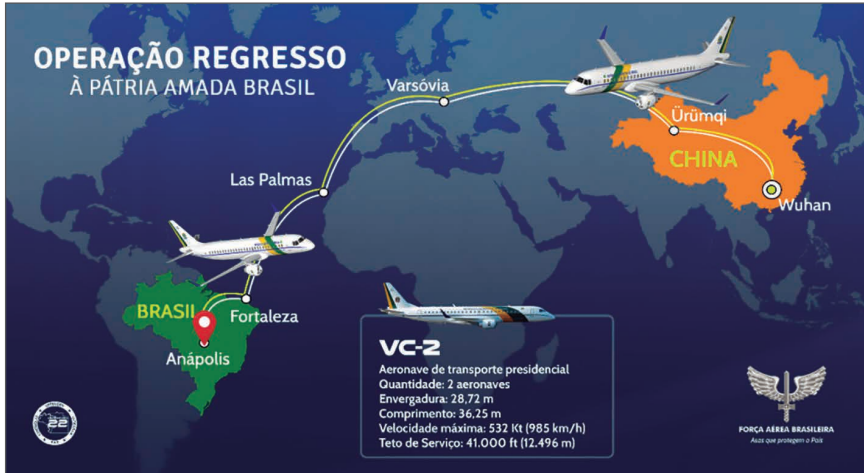 OPERAÇÃO REGRESSO
À PÁTRIA AMADA BRASIL
Varsóvia
Ürümqi
CHINA
Wuhan
Las Palmas
BRASIL
Fortaleza
Anápolis
VC-2
Aeronave de transporte presidencial
Quantidade: 2 aeronaves
Envergadura: 28,72 m
Comprimento: 36,25 m
Velocidade máxima: 532 Kt (985 km/h)
Teto de Serviço: 41.000 ft (12.496 m)
22
FORÇA AÉREA BRASILEIRA
Asas que protegem o País